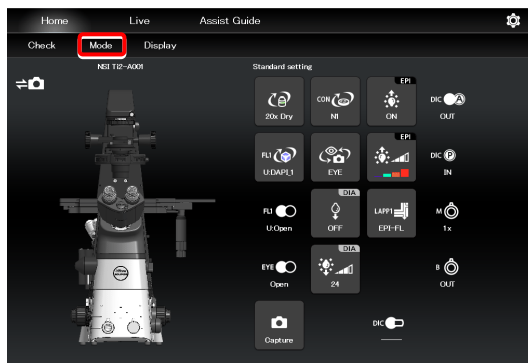 Home Live Assist Guide
Check Mode Display
NSI Ti2-A001
Standard setting
EPI
CON
DIC A
20x Dry N1 ON OUT
EPI
FL1
DIC P
U:DAPI_1 EYE IN
DIA
FL1
LAPP1
M
U:Open OFF EPI-FL 1x
DIA
EYE
B
Open 24 OUT
DIC
Capture